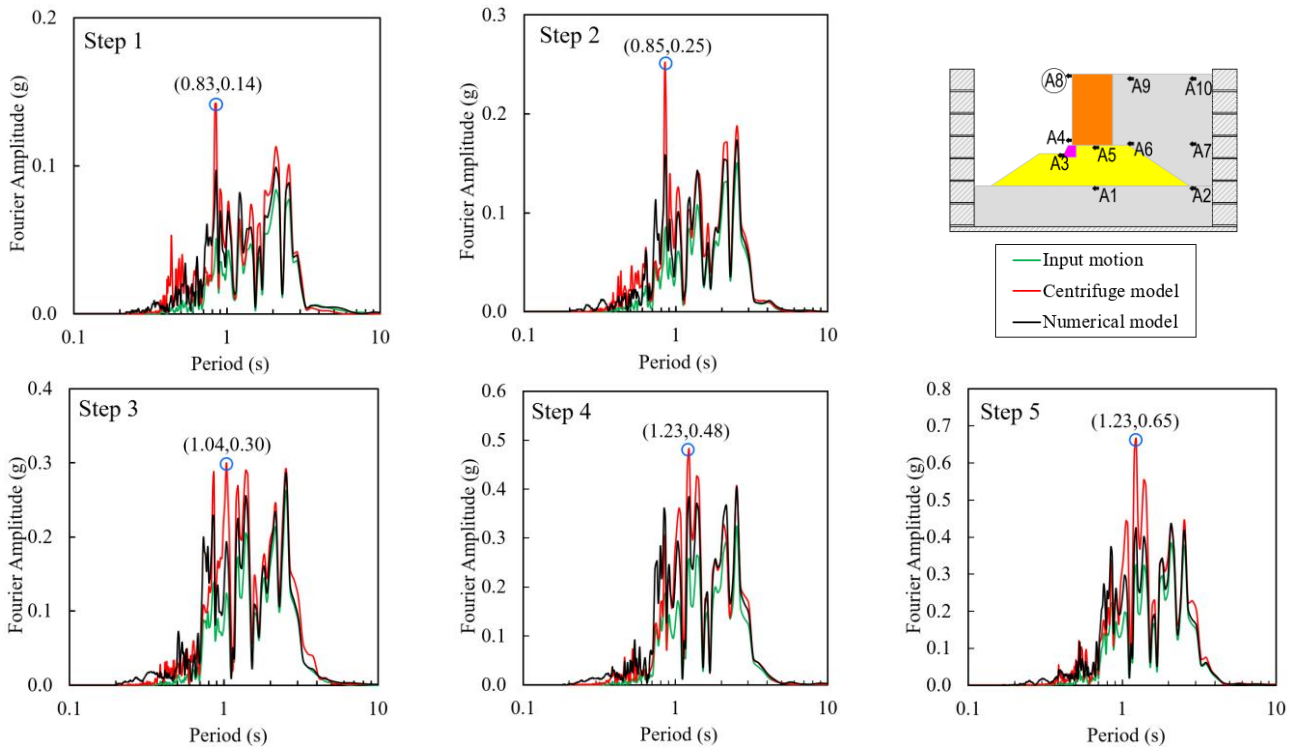 Step 1
(0.83,0.14)
Fourier Amplitude (g)
0.2
0.1
0.0
0.1
1
10
Period (s)
Step 2
(0.85,0.25)
Fourier Amplitude (g)
0.3
0.2
0.1
0.0
0.1
1
10
Period (s)
A8
A9
A10
A4
A3
A5
A6
A7
A1
A2
Input motion
Centrifuge model
Numerical model
Step 3
(1.04,0.30)
Fourier Amplitude (g)
0.4
0.3
0.2
0.1
0.0
0.1
1
10
Period (s)
Step 4
(1.23,0.48)
Fourier Amplitude (g)
0.6
0.5
0.4
0.3
0.2
0.1
0.0
0.1
1
10
Period (s)
Step 5
(1.23,0.65)
Fourier Amplitude (g)
0.8
0.7
0.6
0.5
0.4
0.3
0.2
0.1
0.0
0.1
1
10
Period (s)